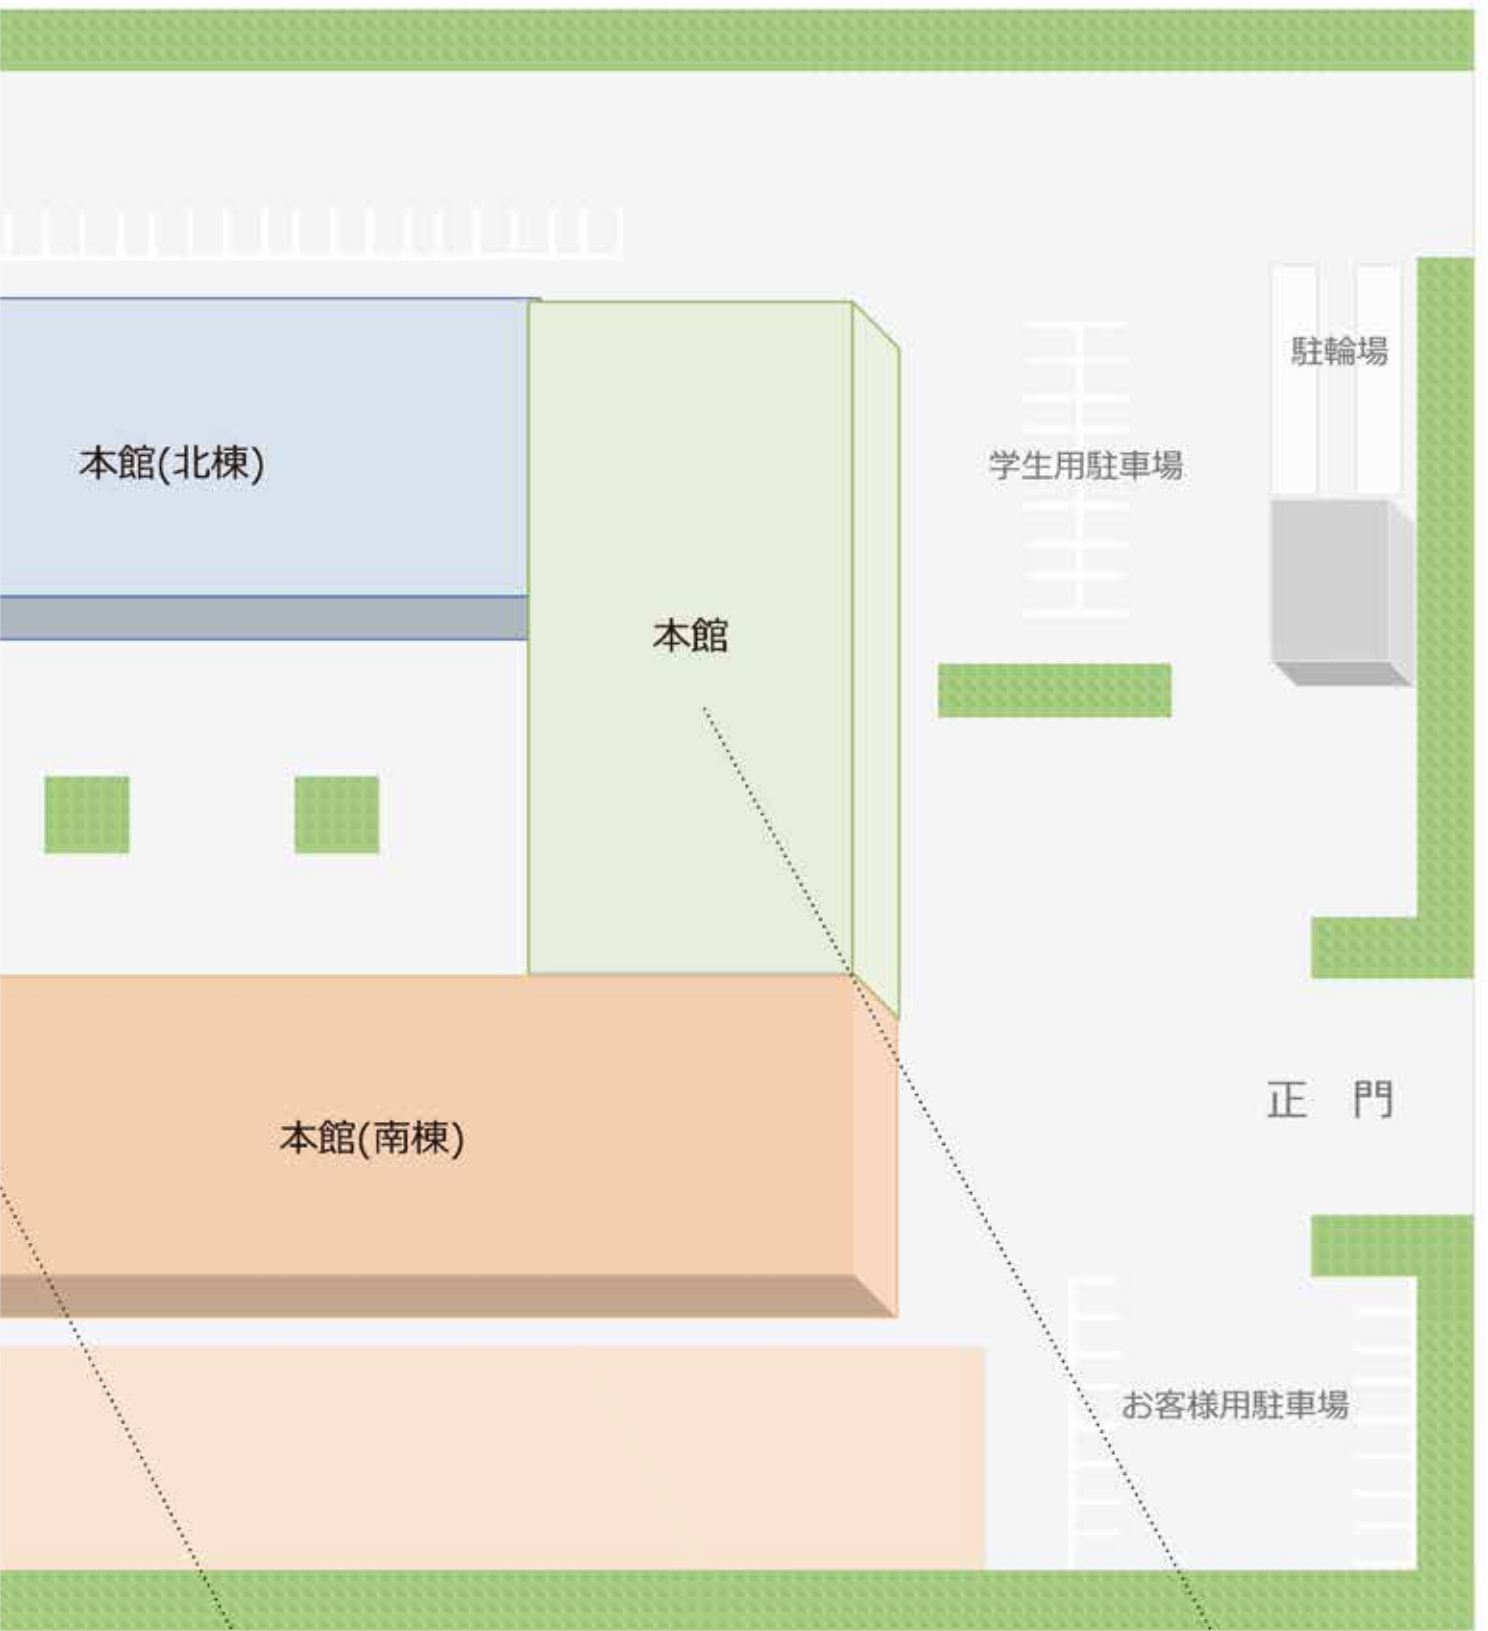 駐輪場
本館(北棟)
学生用駐車場
本館
正　門
本館(南棟)
お客様用駐車場